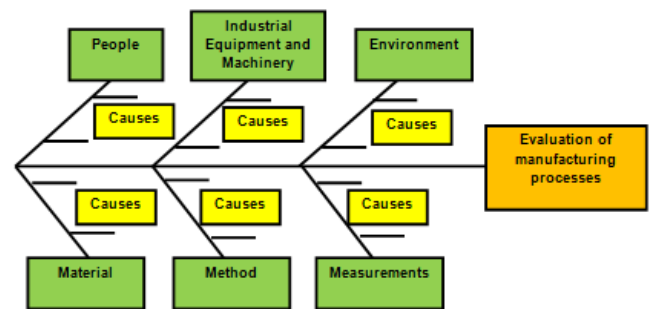 People
Industrial
Equipment and
Machinery
Environment
Causes
Causes
Causes
Evaluation of
manufacturing
processes
Causes
Causes
Causes
Material
Method
Measurements